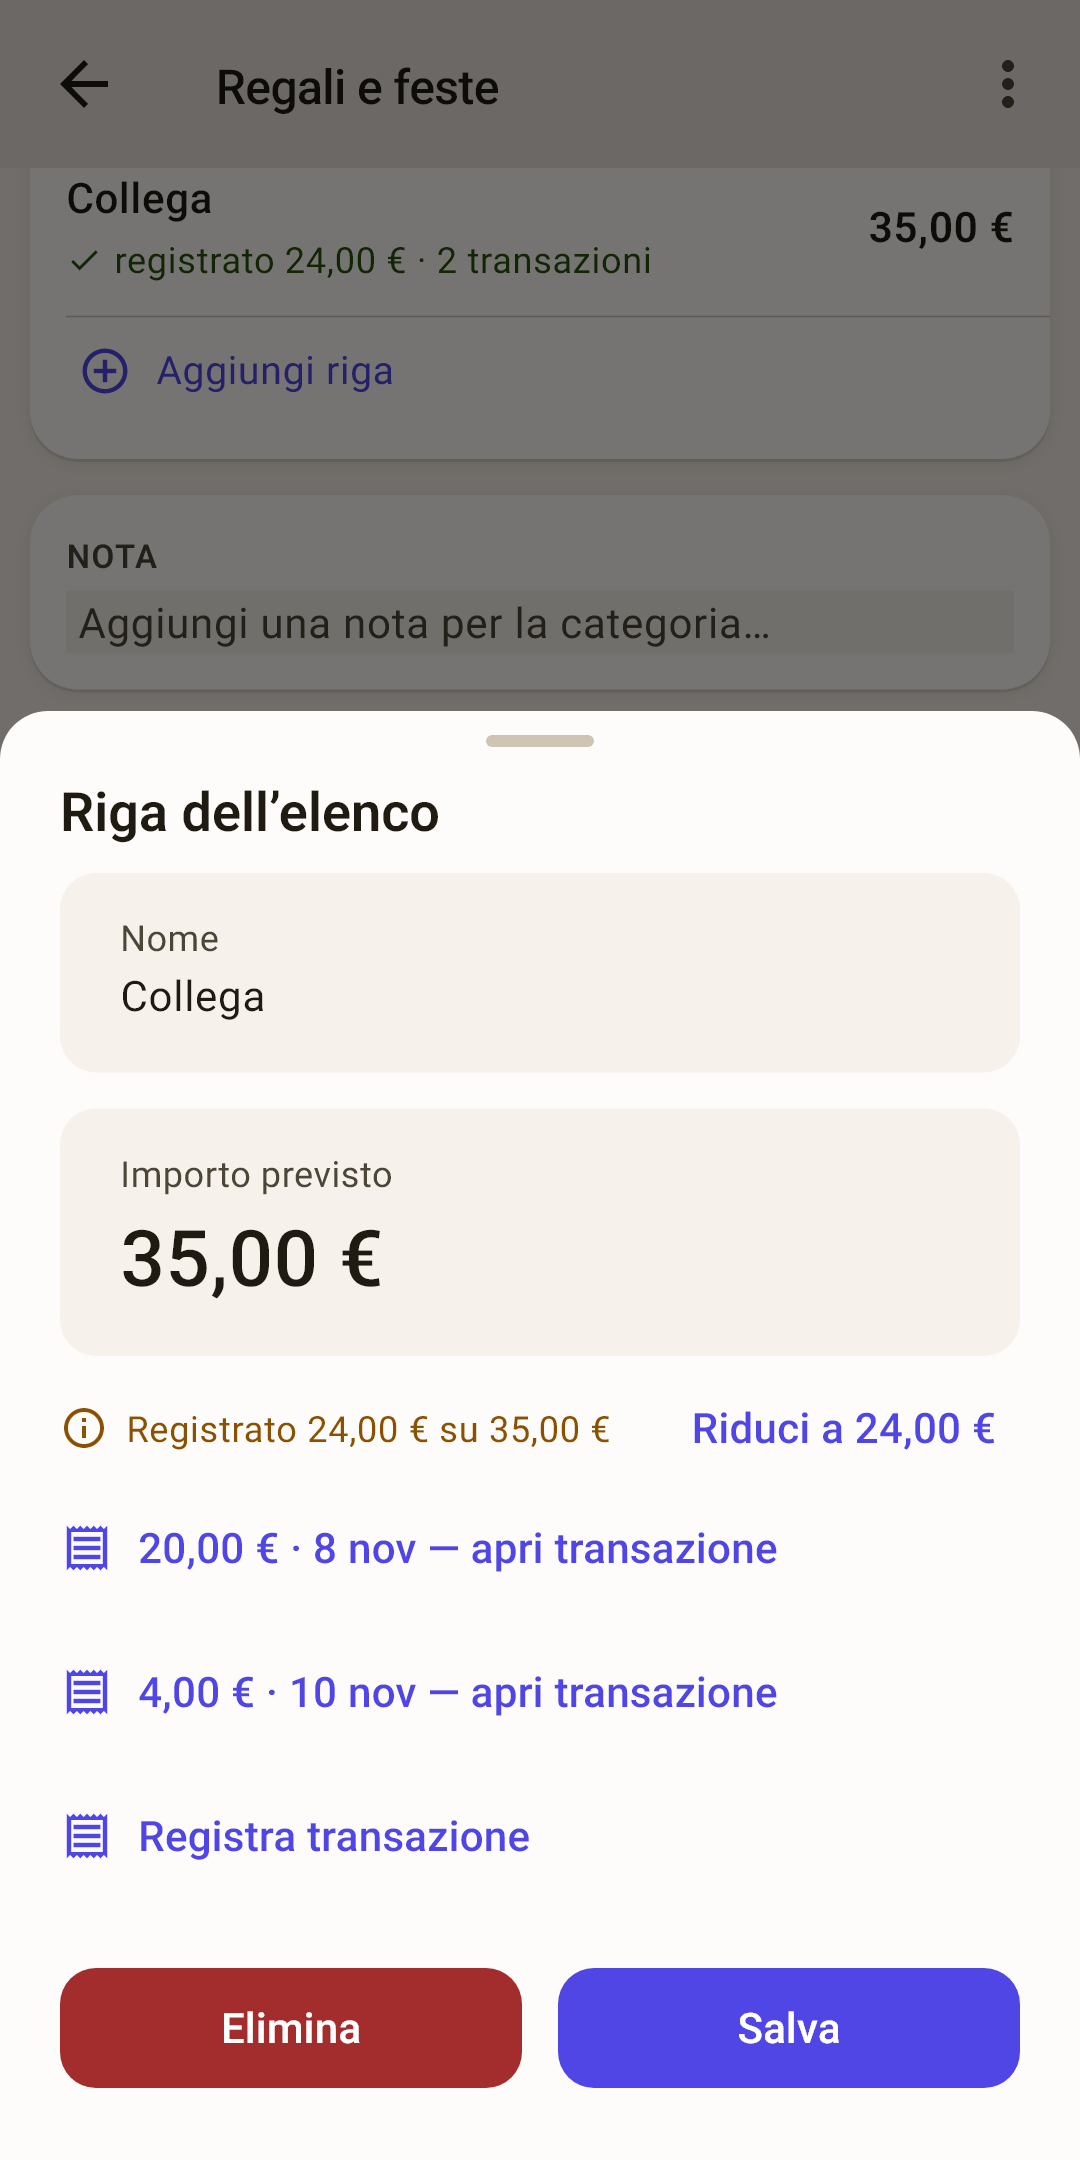 Regali e feste
Collega
35,00 €
registrato 24,00 € · 2 transazioni
Aggiungi riga
NOTA
Aggiungi una nota per la categoria…
Riga dell’elenco
Nome
Collega
Importo previsto
35,00 €
Registrato 24,00 € su 35,00 €
Riduci a 24,00 €
20,00 € · 8 nov — apri transazione
4,00 € · 10 nov — apri transazione
Registra transazione
Elimina
Salva